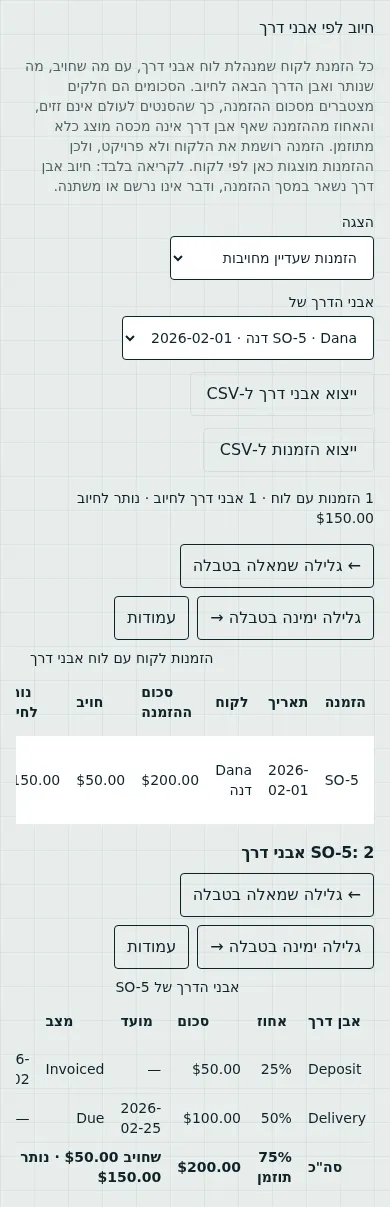 חיוב לפי אבני דרך
כל הזמנת לקוח שמנהלת לוח אבני דרך, עם מה שחויב, מה
שנותר ואבן הדרך הבאה לחיוב. הסכומים הם חלקים
מצטברים מסכום ההזמנה, כך שהסנטים לעולם אינם זזים,
והאחוז מההזמנה שאף אבן דרך אינה מכסה מוצג כלא
מתוזמן. הזמנה רושמת את הלקוח ולא פרויקט, ולכן
ההזמנות מוצגות כאן לפי לקוח. לקריאה בלבד: חיוב אבן
דרך נשאר במסך ההזמנה, ודבר אינו נרשם או משתנה.
הצגה
הזמנות שעדיין מחויבות
אבני הדרך של
SO-5 · Dana דנה · 2026-02-01
ייצוא אבני דרך ל-CSV
ייצוא הזמנות ל-CSV
1 הזמנות עם לוח · 1 אבני דרך לחיוב · נותר לחיוב
$150.00
← גלילה שמאלה בטבלה
גלילה ימינה בטבלה →
עמודות
הזמנות לקוח עם לוח אבני דרך
הזמנה תאריך לקוח סכום ההזמנה חויב
SO-5 2026-02-01 Dana דנה $200.00 $50.00 150.00
SO-5: 2 אבני דרך
← גלילה שמאלה בטבלה
גלילה ימינה בטבלה →
עמודות
אבני הדרך של SO-5
אבן דרך אחוז סכום מועד מצב
Deposit 25% $50.00 — Invoiced
Delivery 50% $100.00 2026-02-25 Due —
סה"כ 75% תוזמן $200.00 שחויב $50.00 · נותר $150.00